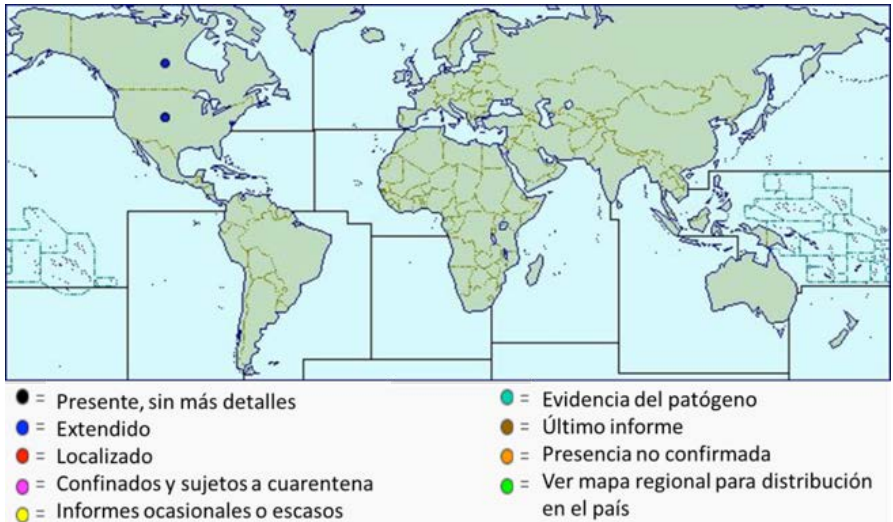 = Presente, sin más detalles
= Extendido
= Localizado
= Confinados y sujetos a cuarentena
= Informes ocasionales o escasos
= Evidencia del patógeno
= Último informe
= Presencia no confirmada
= Ver mapa regional para distribución
en el país